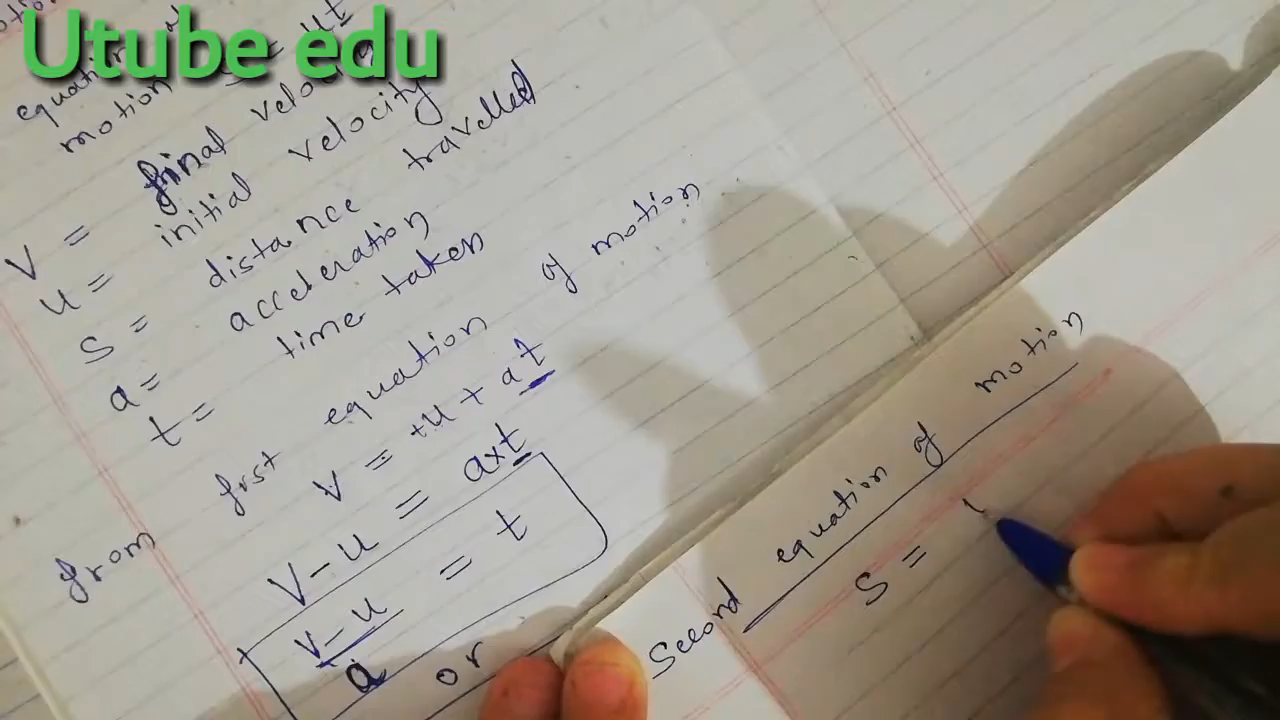 Utube edu
equation
motion
V = final velocity
u = initial velocity
S = distance travelled
a = acceleration
t = time taken
from first equation of motion
V = +u + at
V - u = a×t
V - u / a = t
or
Second equation of motion
S =